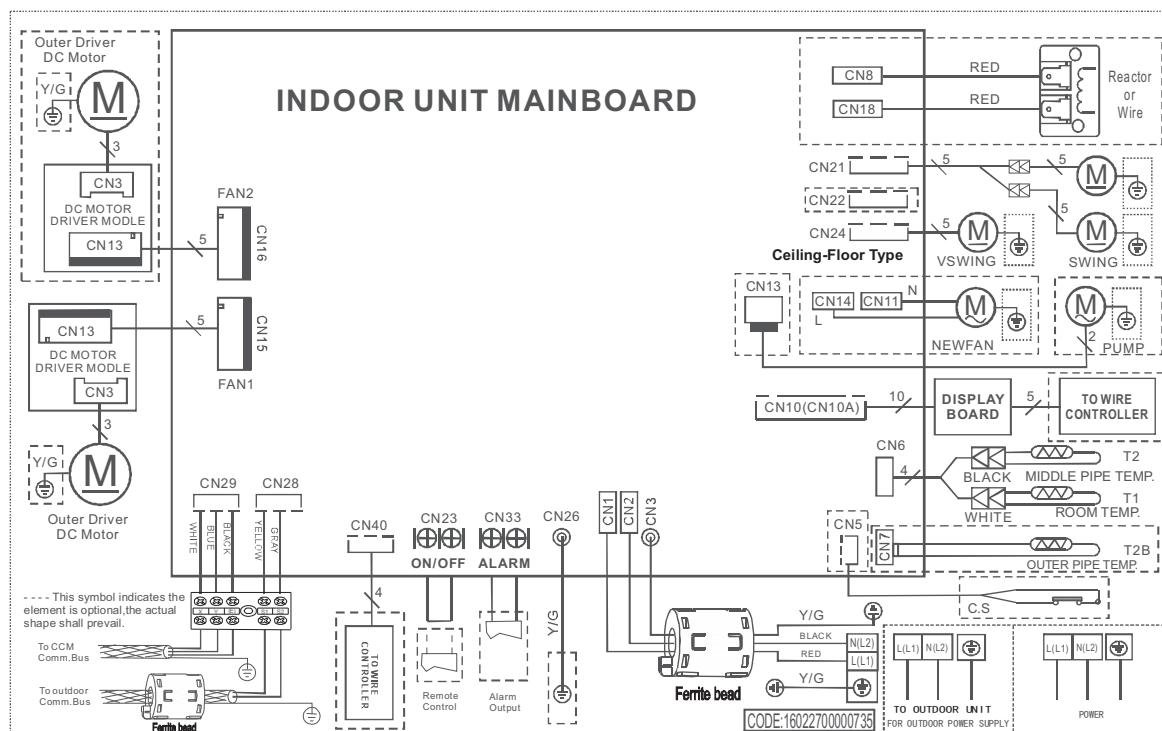 Outer Driver
DC Motor
Y/G
M
3
CN3
DC MOTOR
DRIVER MODLE
CN13
5
FAN2
CN16
INDOOR UNIT MAINBOARD
CN13
DC MOTOR
DRIVER MODLE
CN3
5
CN15
FAN1
3
Y/G
M
Outer Driver
DC Motor
CN8
RED
CN18
RED
Reactor
or
Wire
CN21
5
5
M
CN22
5
CN24
5
M
VSWING
M
SWING
Ceiling-Floor Type
CN13
CN14
CN11
N
L
M
NEWFAN
M
2
PUMP
CN10(CN10A)
10
DISPLAY
BOARD
5
TO WIRE
CONTROLLER
CN6
4
BLACK
T2
MIDDLE PIPE TEMP.
WHITE
T1
ROOM TEMP.
CN5
CN7
T2B
OUTER PIPE TEMP.
C.S
CN29
CN28
WHITE
BLUE
BLACK
YELLOW
GRAY
X
Y
E
S1
S2
---- This symbol indicates the
element is optional,the actual
shape shall prevail.
To CCM
Comm.Bus
To outdoor
Comm.Bus
Ferrite bead
CN40
4
TO WIRE
CONTROLLER
CN23
ON/OFF
Remote
Control
CN33
ALARM
Alarm
Output
CN26
Y/G
CN1
CN2
CN3
Ferrite bead
Y/G
BLACK
RED
Y/G
N(L2)
L(L1)
CODE:16022700000735
L(L1)
N(L2)
TO OUTDOOR UNIT
FOR OUTDOOR POWER SUPPLY
L(L1)
N(L2)
POWER